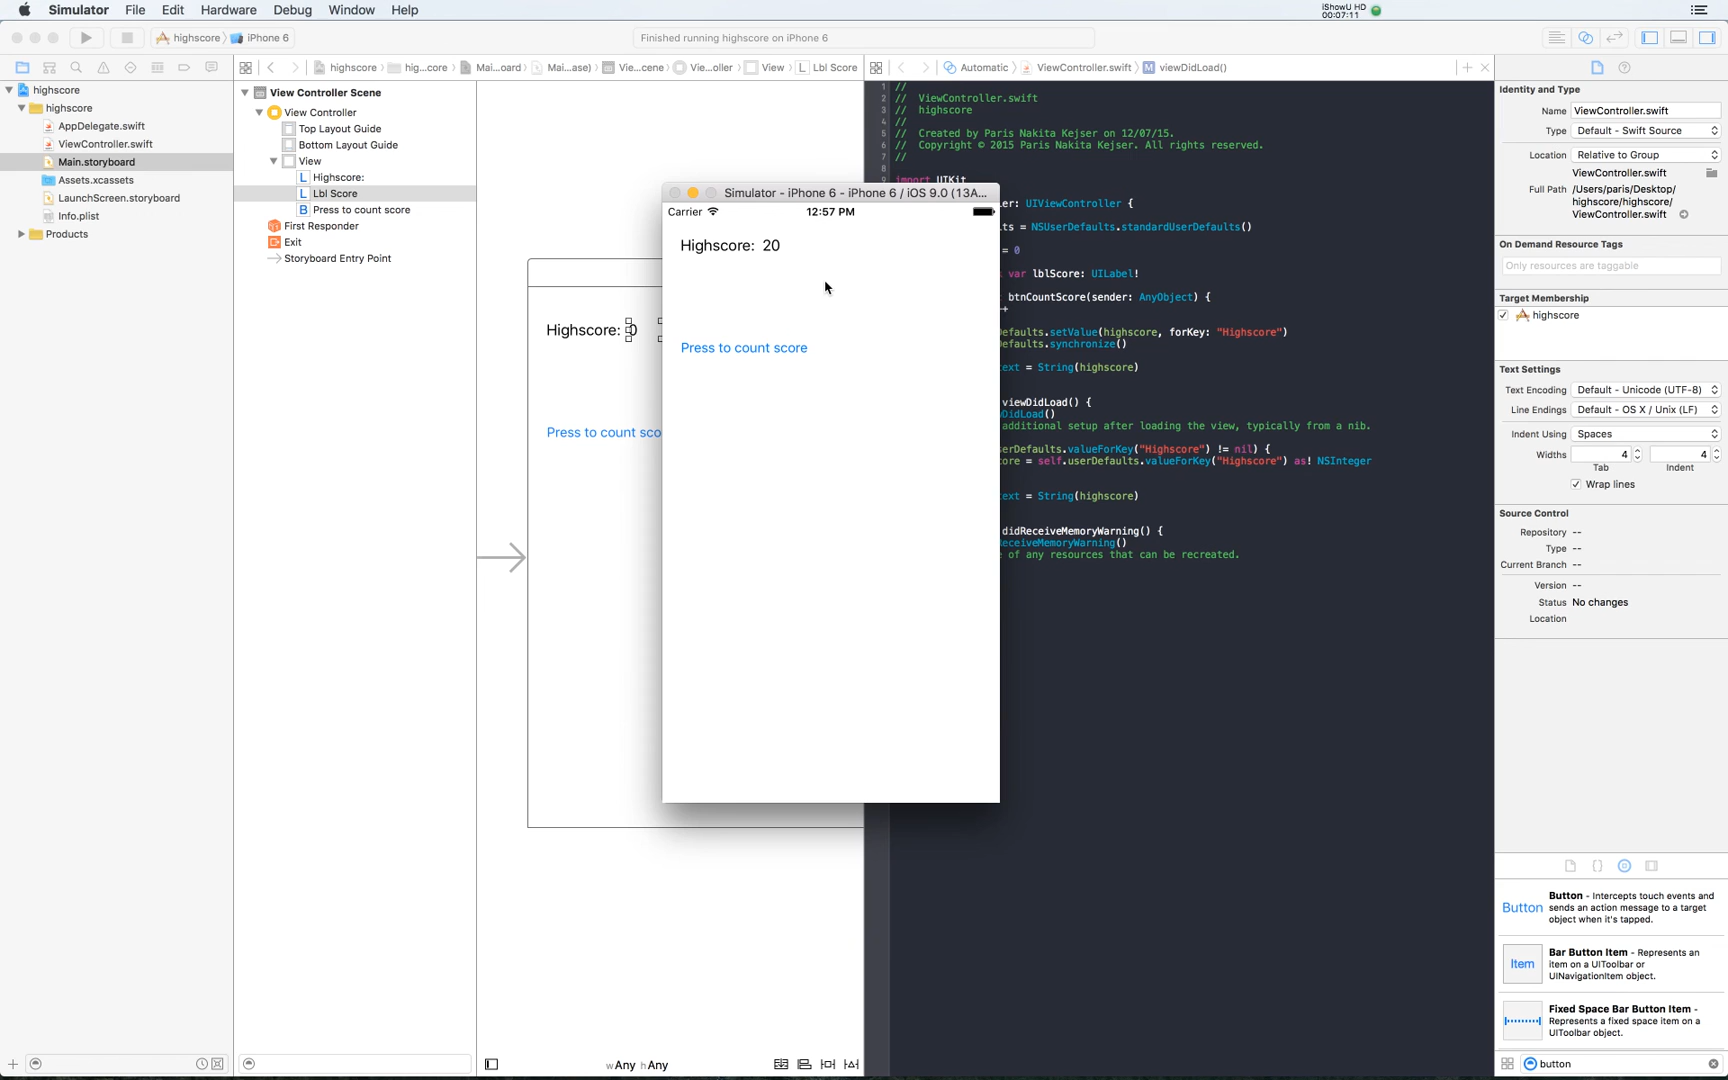 Simulator File Edit Hardware Debug Window Help
iShowU HD
00:07:11
highscore iPhone 6
Finished running highscore on iPhone 6
highscore hig...core Mai...oard Mai...ase) Vie...cene Vie...oller View L Lbl Score
Automatic ViewController.swift M viewDidLoad()
highscore
highscore
AppDelegate.swift
ViewController.swift
Main.storyboard
Assets.xcassets
LaunchScreen.storyboard
Info.plist
Products
View Controller Scene
View Controller
Top Layout Guide
Bottom Layout Guide
View
L Highscore:
L Lbl Score
B Press to count score
First Responder
Exit
Storyboard Entry Point
Highscore: 0
Press to count sco
wAny hAny
Simulator - iPhone 6 - iPhone 6 / iOS 9.0 (13A...
Carrier 12:57 PM
Highscore: 20
Press to count score
1 //
2 // ViewController.swift
3 // highscore
4 //
5 // Created by Paris Nakita Kejser on 12/07/15.
6 // Copyright © 2015 Paris Nakita Kejser. All rights reserved.
7 //
8
9 import UIKit
ler: UIViewController {
ts = NSUserDefaults.standardUserDefaults()
= 0
var lblScore: UILabel!
btnCountScore(sender: AnyObject) {
++
Defaults.setValue(highscore, forKey: "Highscore")
Defaults.synchronize()
ext = String(highscore)
viewDidLoad() {
DidLoad()
additional setup after loading the view, typically from a nib.
serDefaults.valueForKey("Highscore") != nil) {
core = self.userDefaults.valueForKey("Highscore") as! NSInteger
ext = String(highscore)
didReceiveMemoryWarning() {
eceiveMemoryWarning()
e of any resources that can be recreated.
Identity and Type
Name ViewController.swift
Type Default - Swift Source
Location Relative to Group
ViewController.swift
Full Path /Users/paris/Desktop/
highscore/highscore/
ViewController.swift
On Demand Resource Tags
Only resources are taggable
Target Membership
highscore
Text Settings
Text Encoding Default - Unicode (UTF-8)
Line Endings Default - OS X / Unix (LF)
Indent Using Spaces
Widths 4 4
Tab Indent
Wrap lines
Source Control
Repository --
Type --
Current Branch --
Version --
Status No changes
Location
Button
Button - Intercepts touch events and
sends an action message to a target
object when it's tapped.
Item
Bar Button Item - Represents an
item on a UIToolbar or
UINavigationItem object.
Fixed Space Bar Button Item -
Represents a fixed space item on a
UIToolbar object.
button